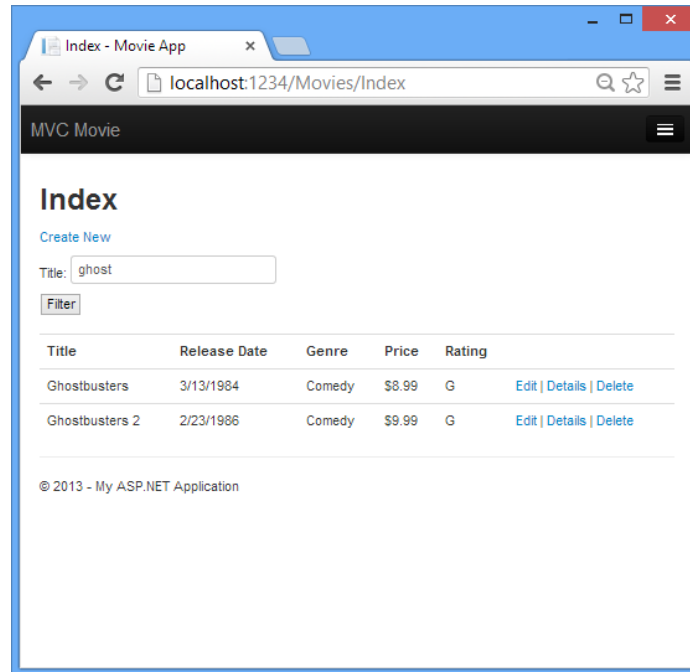 Index - Movie App
localhost:1234/Movies/Index
MVC Movie
Index
Create New
Title: ghost
Filter
Title Release Date Genre Price Rating
Ghostbusters 3/13/1984 Comedy $8.99 G Edit | Details | Delete
Ghostbusters 2 2/23/1986 Comedy $9.99 G Edit | Details | Delete
© 2013 - My ASP.NET Application